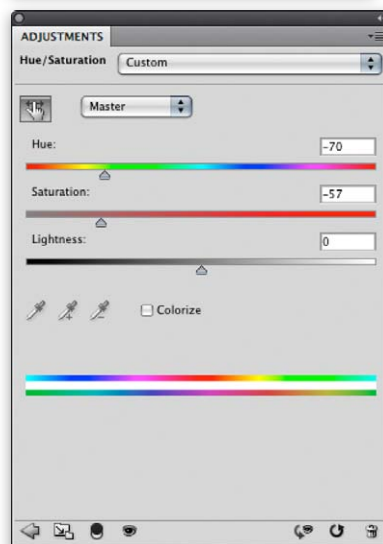 ADJUSTMENTS
Hue/Saturation Custom
Master
Hue: -70
Saturation: -57
Lightness: 0
Colorize